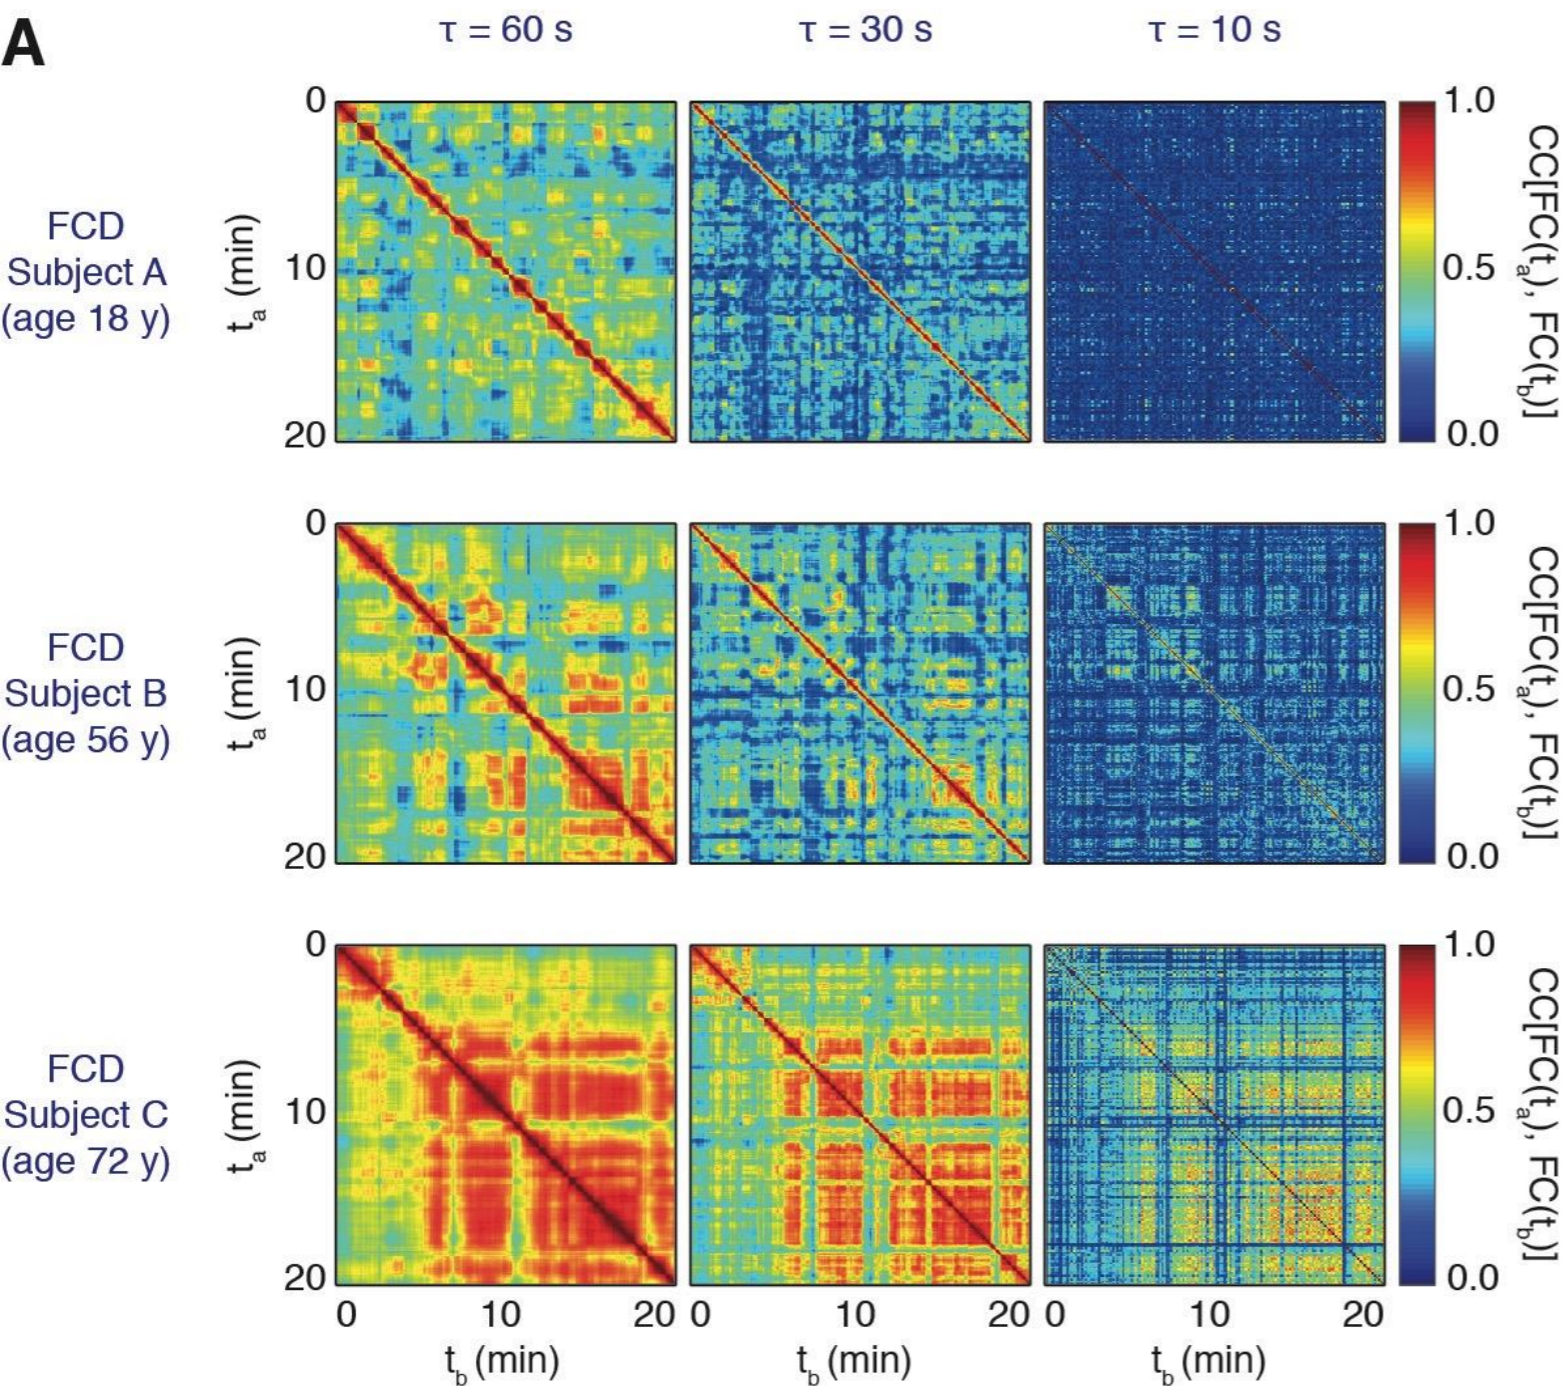 A
τ = 60 s
τ = 30 s
τ = 10 s
FCD
Subject A
(age 18 y)
t_a (min)
0
10
20
1.0
0.5
0.0
CC[FC(t_a), FC(t_b)]
FCD
Subject B
(age 56 y)
t_a (min)
0
10
20
1.0
0.5
0.0
CC[FC(t_a), FC(t_b)]
FCD
Subject C
(age 72 y)
t_a (min)
0
10
20
1.0
0.5
0.0
CC[FC(t_a), FC(t_b)]
0 10 20
0 10 20
0 10 20
t_b (min)
t_b (min)
t_b (min)